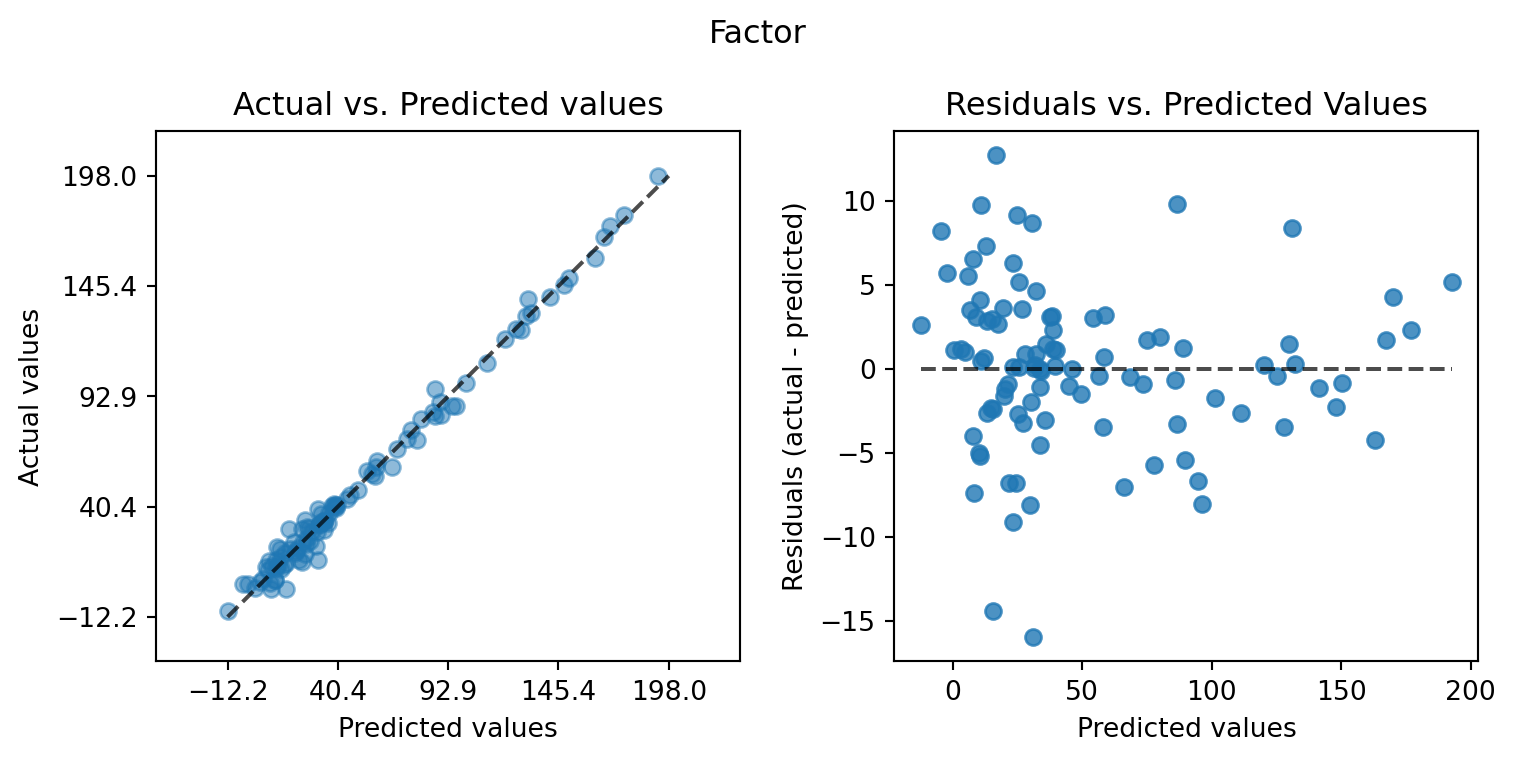 Factor
Actual vs. Predicted values
Actual values
198.0
145.4
92.9
40.4
−12.2
−12.2 40.4 92.9 145.4 198.0
Predicted values
Residuals vs. Predicted Values
Residuals (actual - predicted)
10
5
0
−5
−10
−15
0 50 100 150 200
Predicted values